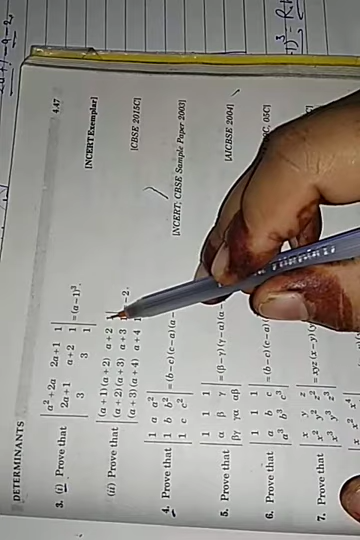 DETERMINANTS 4.47
3. (i) Prove that | a² + 2a 2a + 1 1 |
| 2a + 1 a + 2 1 | = (a − 1)³.
| 3 3 1 | [NCERT Exemplar]
(ii) Prove that | (a + 1)(a + 2) a + 2 1 |
| (a + 2)(a + 3) a + 3 | − 2. [CBSE 2015C]
| (a + 3)(a + 4) a + 4
4. Prove that | 1 a a² |
| 1 b b² | = (b − c)(c − a)(a −
| 1 c c² | [NCERT; CBSE Sample Paper 2003]
5. Prove that | 1 1 1 |
| α β γ | = (β − γ)(γ − α)(α [AICBSE 2004]
| βγ γα αβ |
6. Prove that | 1 1 1 |
| a b c | = (b − c)(c − a) 05C]
| a³ b³ c³ |
7. Prove that | x y z |
| x² y² z² | = xyz (x − y)(y
| x³ y³ z³ |
x x² x⁴